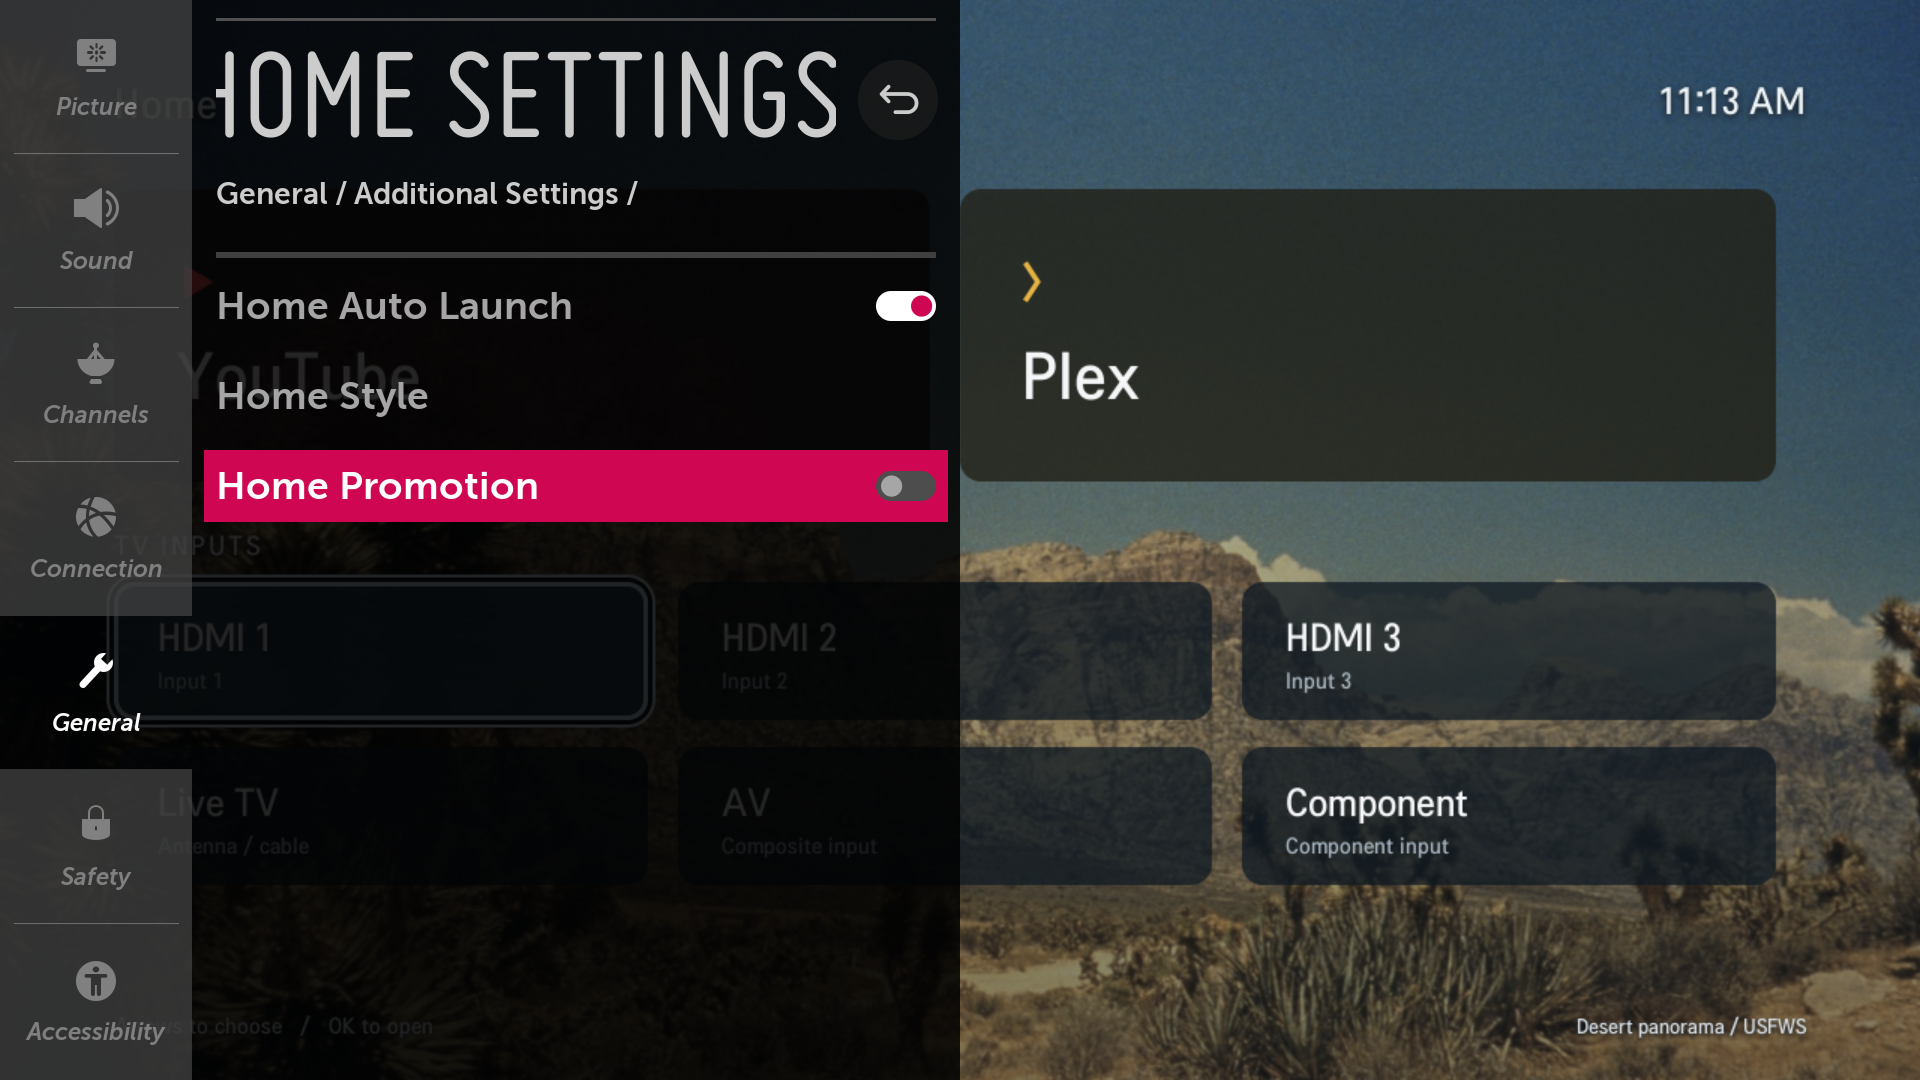 Picture
Home
HOME SETTINGS
11:13 AM
General / Additional Settings /
Sound
Home Auto Launch
YouTube
Plex
Home Style
Channels
Home Promotion
TV INPUTS
Connection
HDMI 1
Input 1
HDMI 2
Input 2
HDMI 3
Input 3
General
Live TV
Antenna / cable
AV
Composite input
Component
Component input
Safety
Accessibility
to choose / OK to open
Desert panorama / USFWS